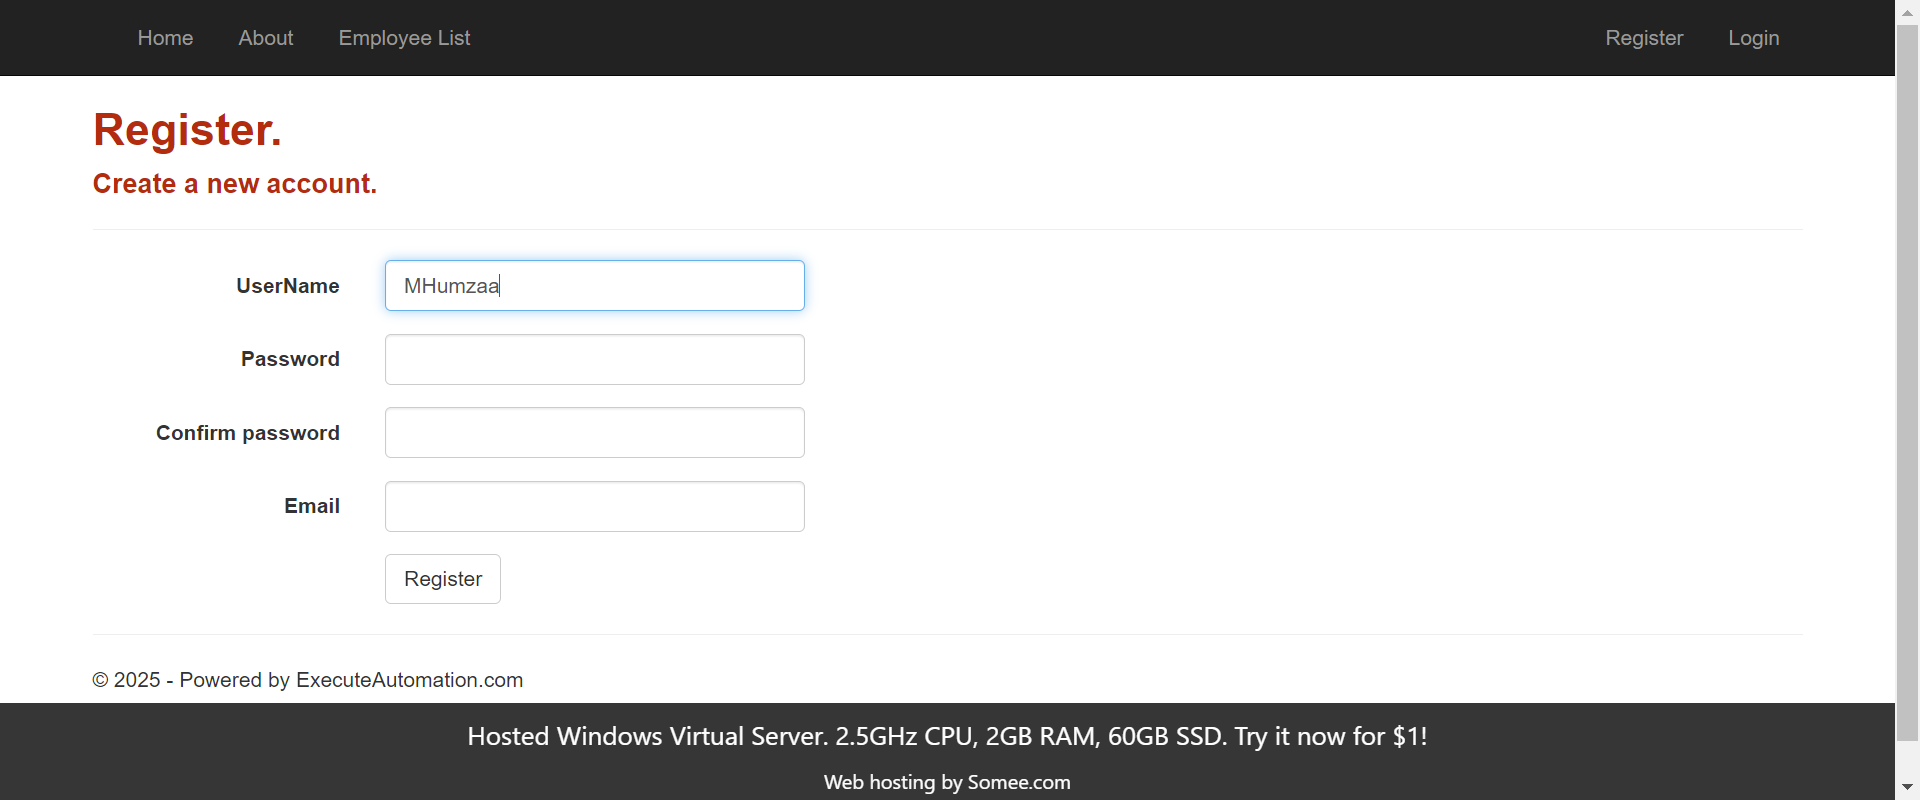 Home About Employee List Register Login
Register.
Create a new account.
UserName MHumzaa
Password
Confirm password
Email
Register
© 2025 - Powered by ExecuteAutomation.com
Hosted Windows Virtual Server. 2.5GHz CPU, 2GB RAM, 60GB SSD. Try it now for $1!
Web hosting by Somee.com